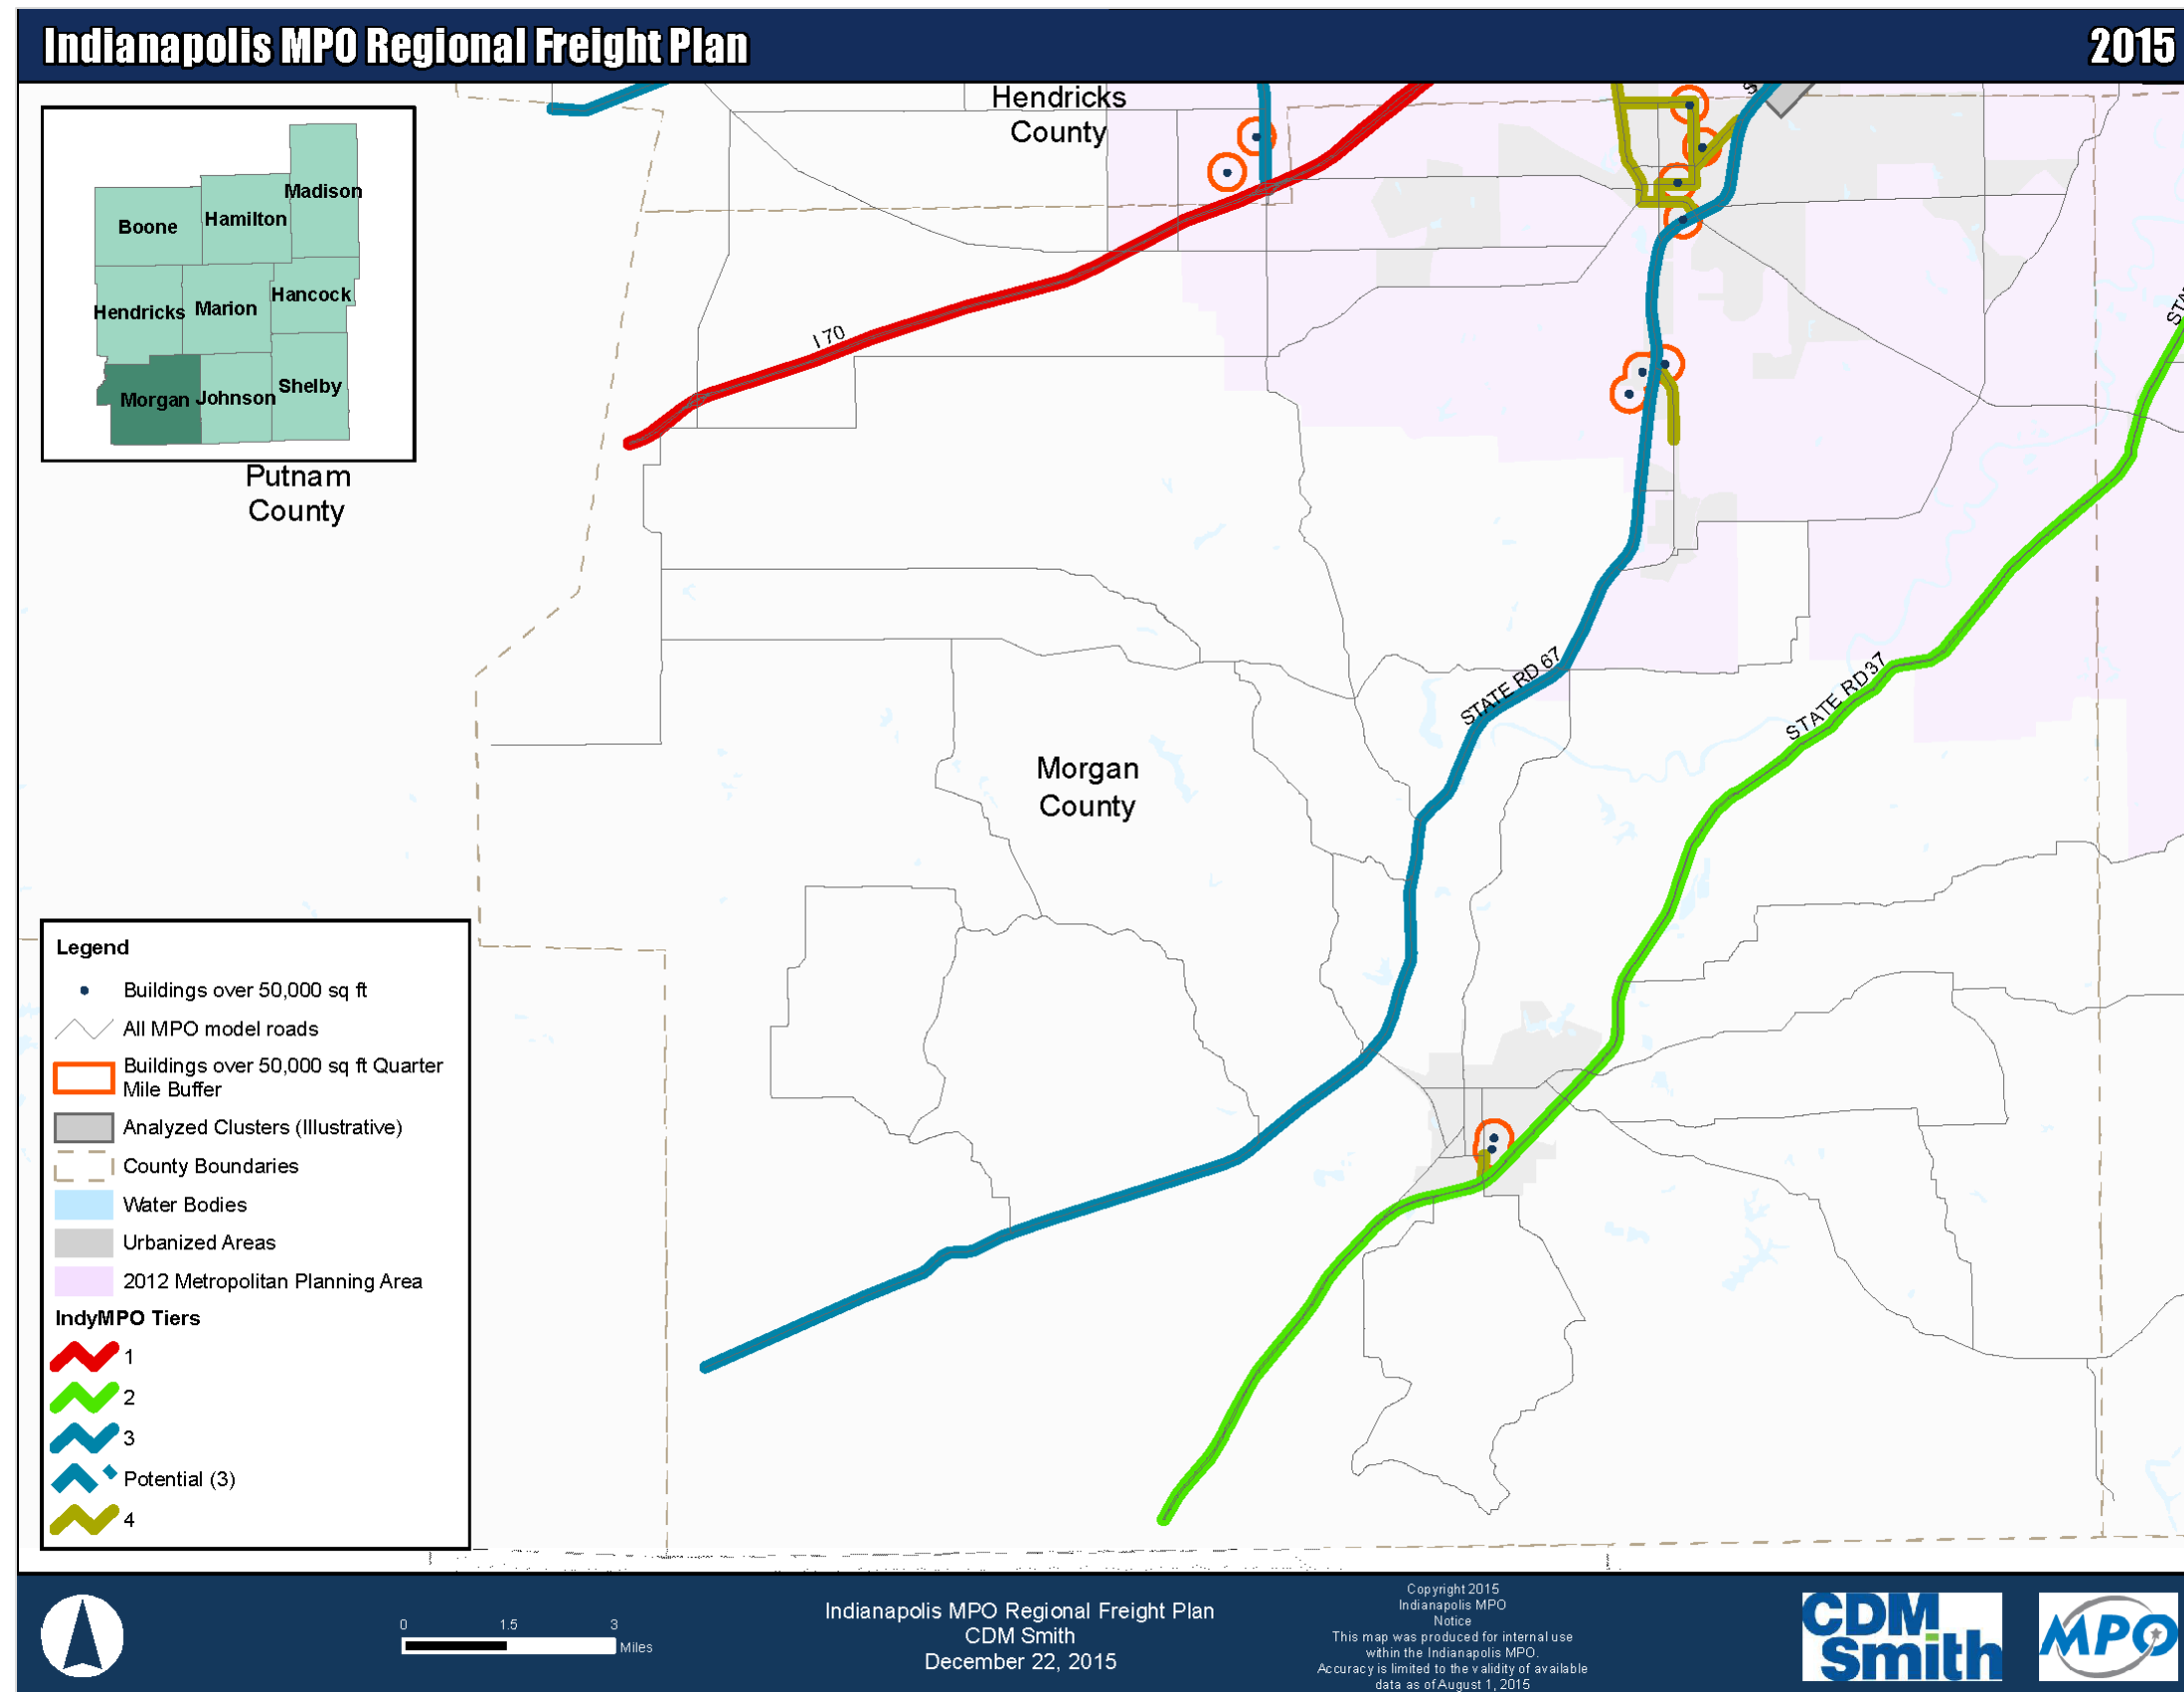 Indianapolis MPO Regional Freight Plan
2015
Hendricks
County
Madison
Hamilton
Boone
Hancock
Hendricks
Marion
Shelby
Morgan
Johnson
I 70
Putnam
County
STATE RD 67
STATE RD 37
Morgan
County
Legend
Buildings over 50,000 sq ft
All MPO model roads
Buildings over 50,000 sq ft Quarter
Mile Buffer
Analyzed Clusters (Illustrative)
County Boundaries
Water Bodies
Urbanized Areas
2012 Metropolitan Planning Area
IndyMPO Tiers
1
2
3
Potential (3)
4
0 1.5 3
Miles
Indianapolis MPO Regional Freight Plan
CDM Smith
December 22, 2015
Copyright 2015
Indianapolis MPO
Notice
This map was produced for internal use
within the Indianapolis MPO.
Accuracy is limited to the validity of available
data as of August 1, 2015
CDM
Smith
MPO